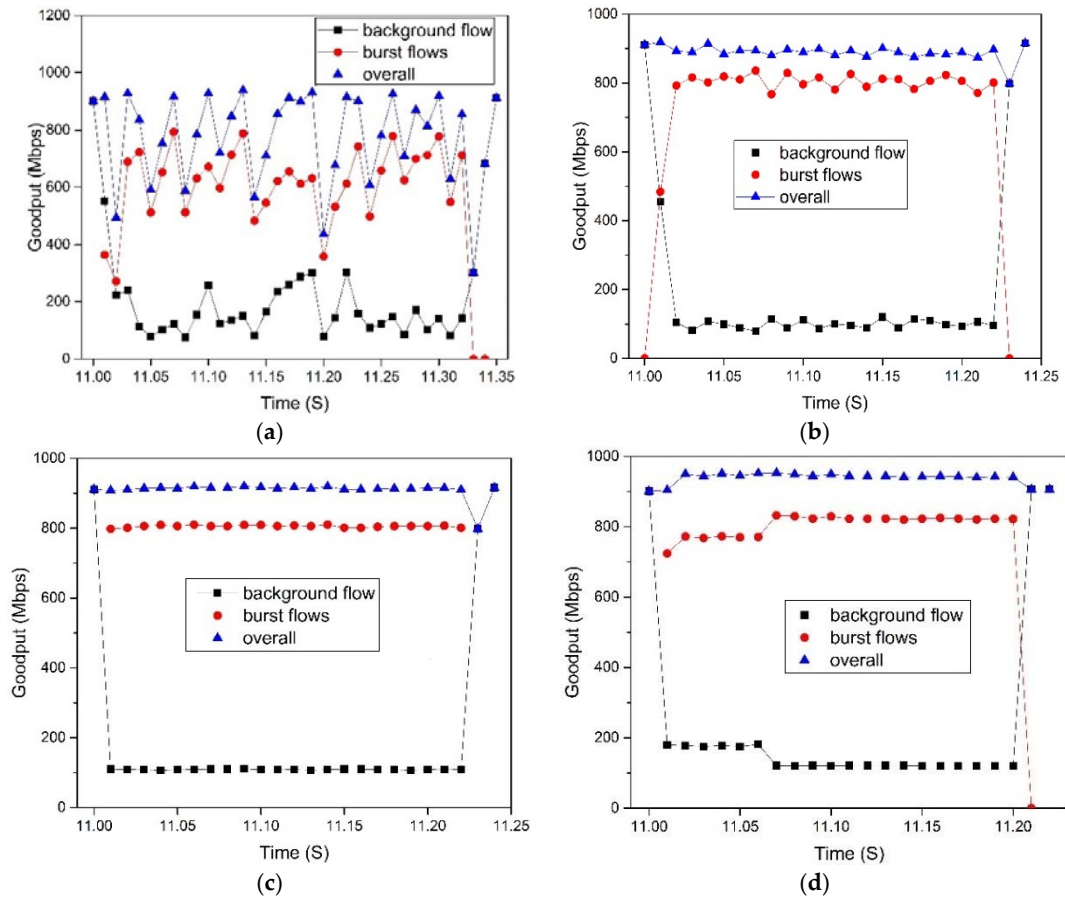 1200
1000
800
600
400
200
0
Goodput (Mbps)
background flow
burst flows
overall
11.00 11.05 11.10 11.15 11.20 11.25 11.30 11.35
Time (S)
(a)
1000
800
600
400
200
0
Goodput (Mbps)
background flow
burst flows
overall
11.00 11.05 11.10 11.15 11.20 11.25
Time (S)
(b)
1000
800
600
400
200
0
Goodput (Mbps)
background flow
burst flows
overall
11.00 11.05 11.10 11.15 11.20 11.25
Time (S)
(c)
1000
800
600
400
200
0
Goodput (Mbps)
background flow
burst flows
overall
11.00 11.05 11.10 11.15 11.20
Time (S)
(d)